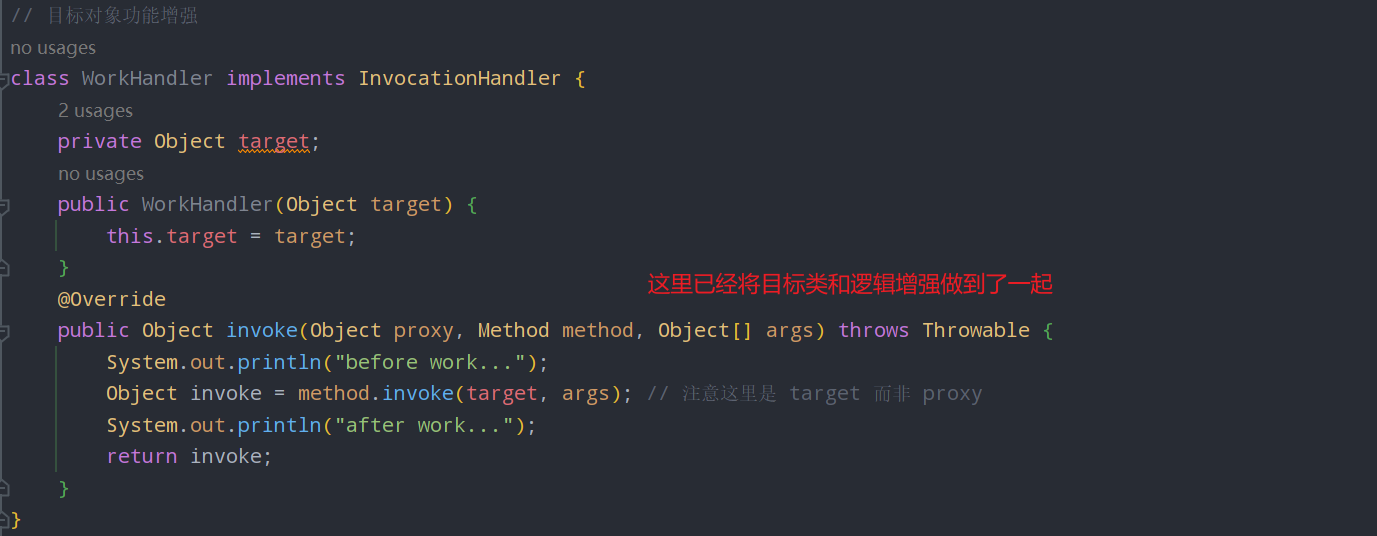 // 目标对象功能增强
no usages
class WorkHandler implements InvocationHandler {
2 usages
private Object target;
no usages
public WorkHandler(Object target) {
this.target = target;
}
这里已经将目标类和逻辑增强做到了一起
@Override
public Object invoke(Object proxy, Method method, Object[] args) throws Throwable {
System.out.println("before work...");
Object invoke = method.invoke(target, args); // 注意这里是 target 而非 proxy
System.out.println("after work...");
return invoke;
}
}